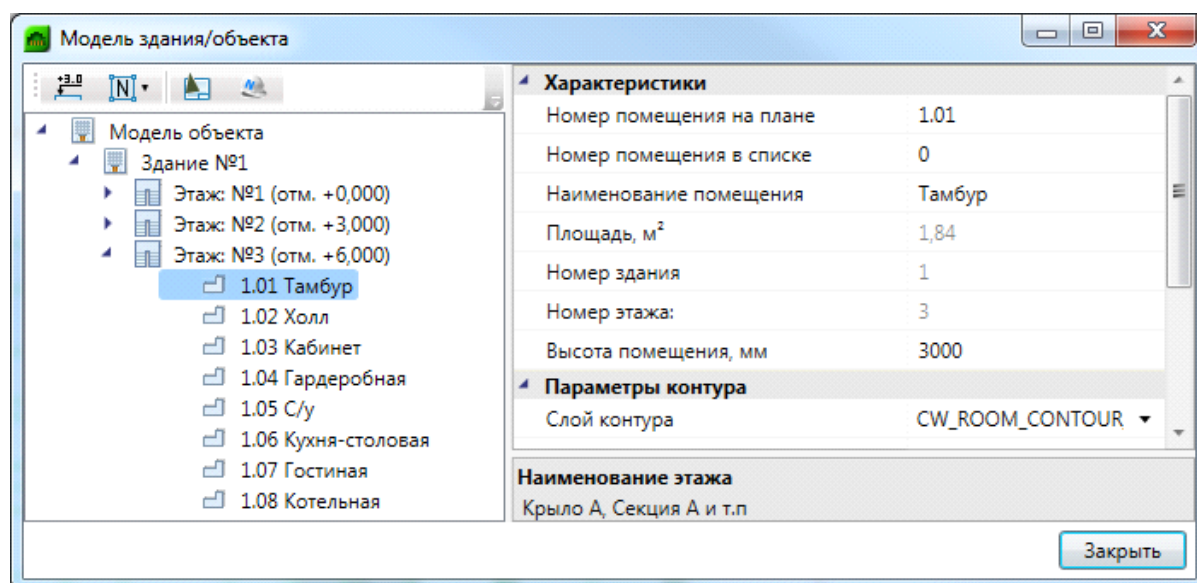 Модель здания/объекта
+3.0
N
Модель объекта
Здание №1
Этаж: №1 (отм. +0,000)
Этаж: №2 (отм. +3,000)
Этаж: №3 (отм. +6,000)
1.01 Тамбур
1.02 Холл
1.03 Кабинет
1.04 Гардеробная
1.05 С/у
1.06 Кухня-столовая
1.07 Гостиная
1.08 Котельная
Характеристики
Номер помещения на плане 1.01
Номер помещения в списке 0
Наименование помещения Тамбур
Площадь, м² 1,84
Номер здания 1
Номер этажа: 3
Высота помещения, мм 3000
Параметры контура
Слой контура CW_ROOM_CONTOUR
Наименование этажа
Крыло А, Секция А и т.п
Закрыть